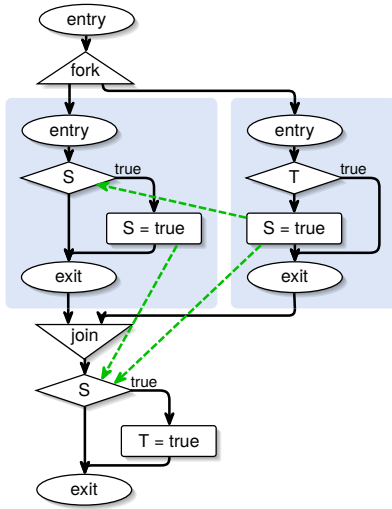 entry
fork
entry
entry
S
true
T
true
S = true
S = true
exit
exit
join
S
true
T = true
exit